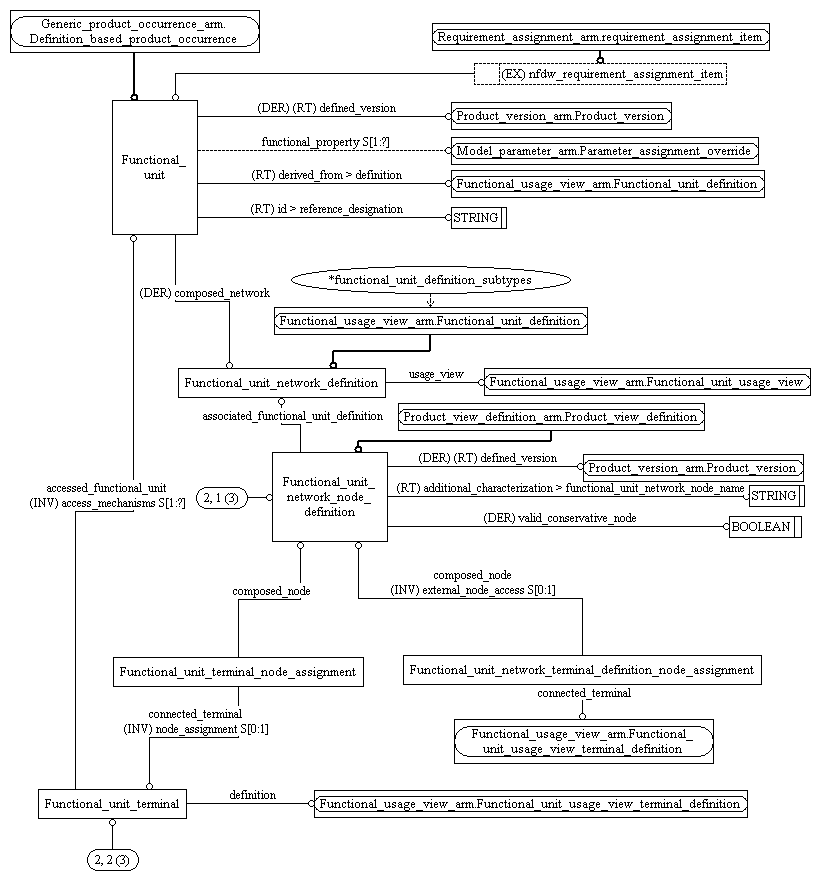 Generic_product_occurrence_arm.
Definition_based_product_occurrence
Requirement_assignment_arm.requirement_assignment_item
(EX) nfdw_requirement_assignment_item
Functional_
unit
(DER) (RT) defined_version
Product_version_arm.Product_version
functional_property S[1:?]
Model_parameter_arm.Parameter_assignment_override
(RT) derived_from > definition
Functional_usage_view_arm.Functional_unit_definition
(RT) id > reference_designation
STRING
(DER) composed_network
*functional_unit_definition_subtypes
Functional_usage_view_arm.Functional_unit_definition
Functional_unit_network_definition
usage_view
Functional_usage_view_arm.Functional_unit_usage_view
associated_functional_unit_definition
Product_view_definition_arm.Product_view_definition
Functional_unit_
network_node_
definition
(DER) (RT) defined_version
Product_version_arm.Product_version
(RT) additional_characterization > functional_unit_network_node_name
STRING
(DER) valid_conservative_node
BOOLEAN
2, 1 (3)
accessed_functional_unit
(INV) access_mechanisms S[1:?]
composed_node
composed_node
(INV) external_node_access S[0:1]
Functional_unit_terminal_node_assignment
Functional_unit_network_terminal_definition_node_assignment
connected_terminal
(INV) node_assignment S[0:1]
connected_terminal
Functional_usage_view_arm.Functional_
unit_usage_view_terminal_definition
Functional_unit_terminal
definition
Functional_usage_view_arm.Functional_unit_usage_view_terminal_definition
2, 2 (3)